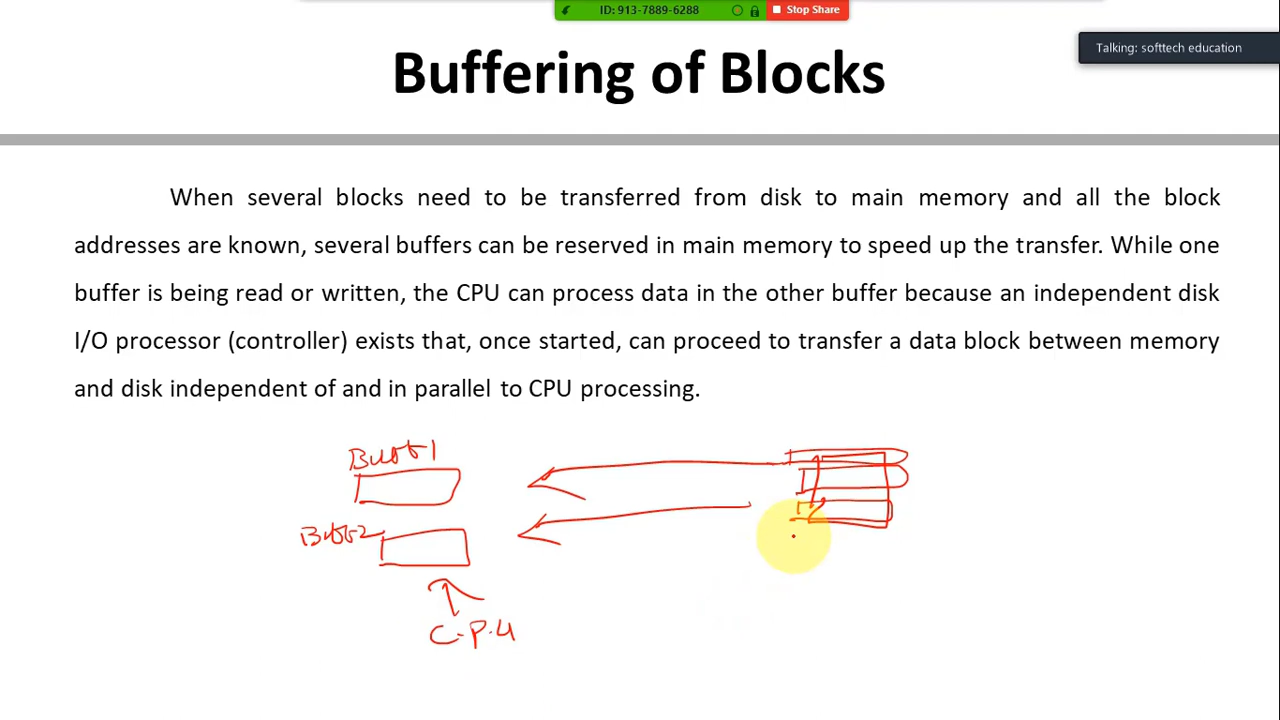 ID: 913-7889-6288
Stop Share
Talking: softtech education
Buffering of Blocks
When several blocks need to be transferred from disk to main memory and all the block
addresses are known, several buffers can be reserved in main memory to speed up the transfer. While one
buffer is being read or written, the CPU can process data in the other buffer because an independent disk
I/O processor (controller) exists that, once started, can proceed to transfer a data block between memory
and disk independent of and in parallel to CPU processing.
C.P.U